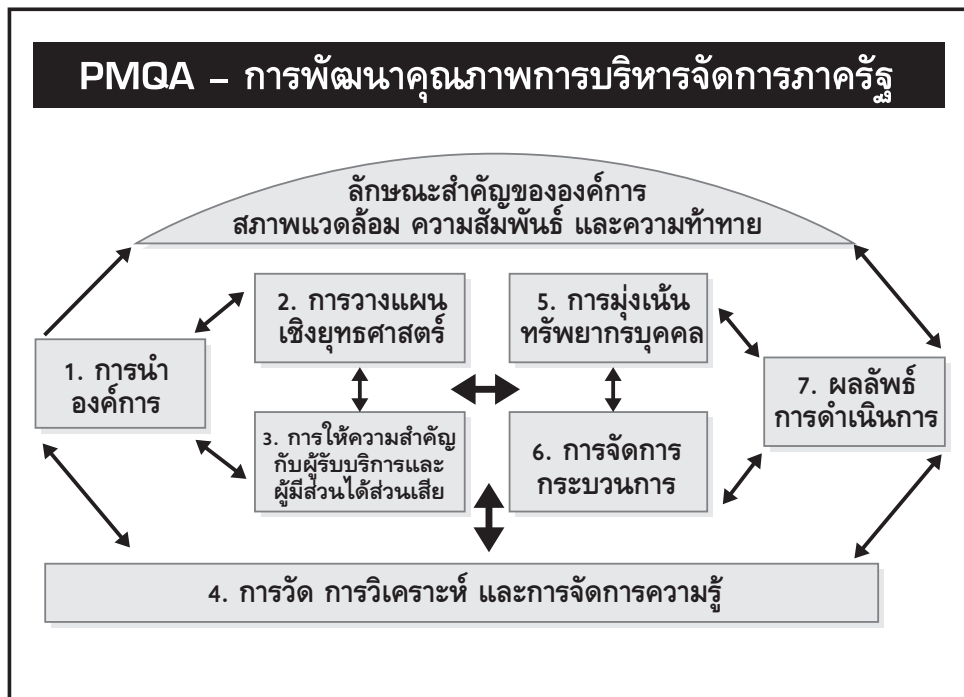 PMQA – การพัฒนาคุณภาพการบริหารจัดการภาครัฐ
ลักษณะสำคัญขององค์การ
สภาพแวดล้อม ความสัมพันธ์ และความท้าทาย
1. การนำ
องค์การ
2. การวางแผน
เชิงยุทธศาสตร์
3. การให้ความสำคัญ
กับผู้รับบริการและ
ผู้มีส่วนได้ส่วนเสีย
5. การมุ่งเน้น
ทรัพยากรบุคคล
6. การจัดการ
กระบวนการ
7. ผลลัพธ์
การดำเนินการ
4. การวัด การวิเคราะห์ และการจัดการความรู้